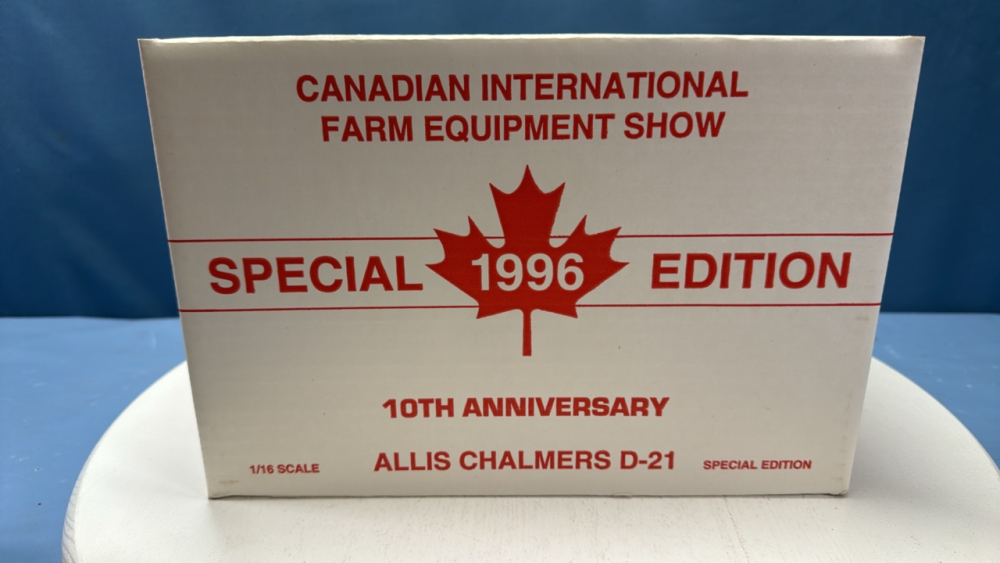 CANADIAN INTERNATIONAL
FARM EQUIPMENT SHOW
SPECIAL 1996 EDITION
10TH ANNIVERSARY
1/16 SCALE ALLIS CHALMERS D-21 SPECIAL EDITION